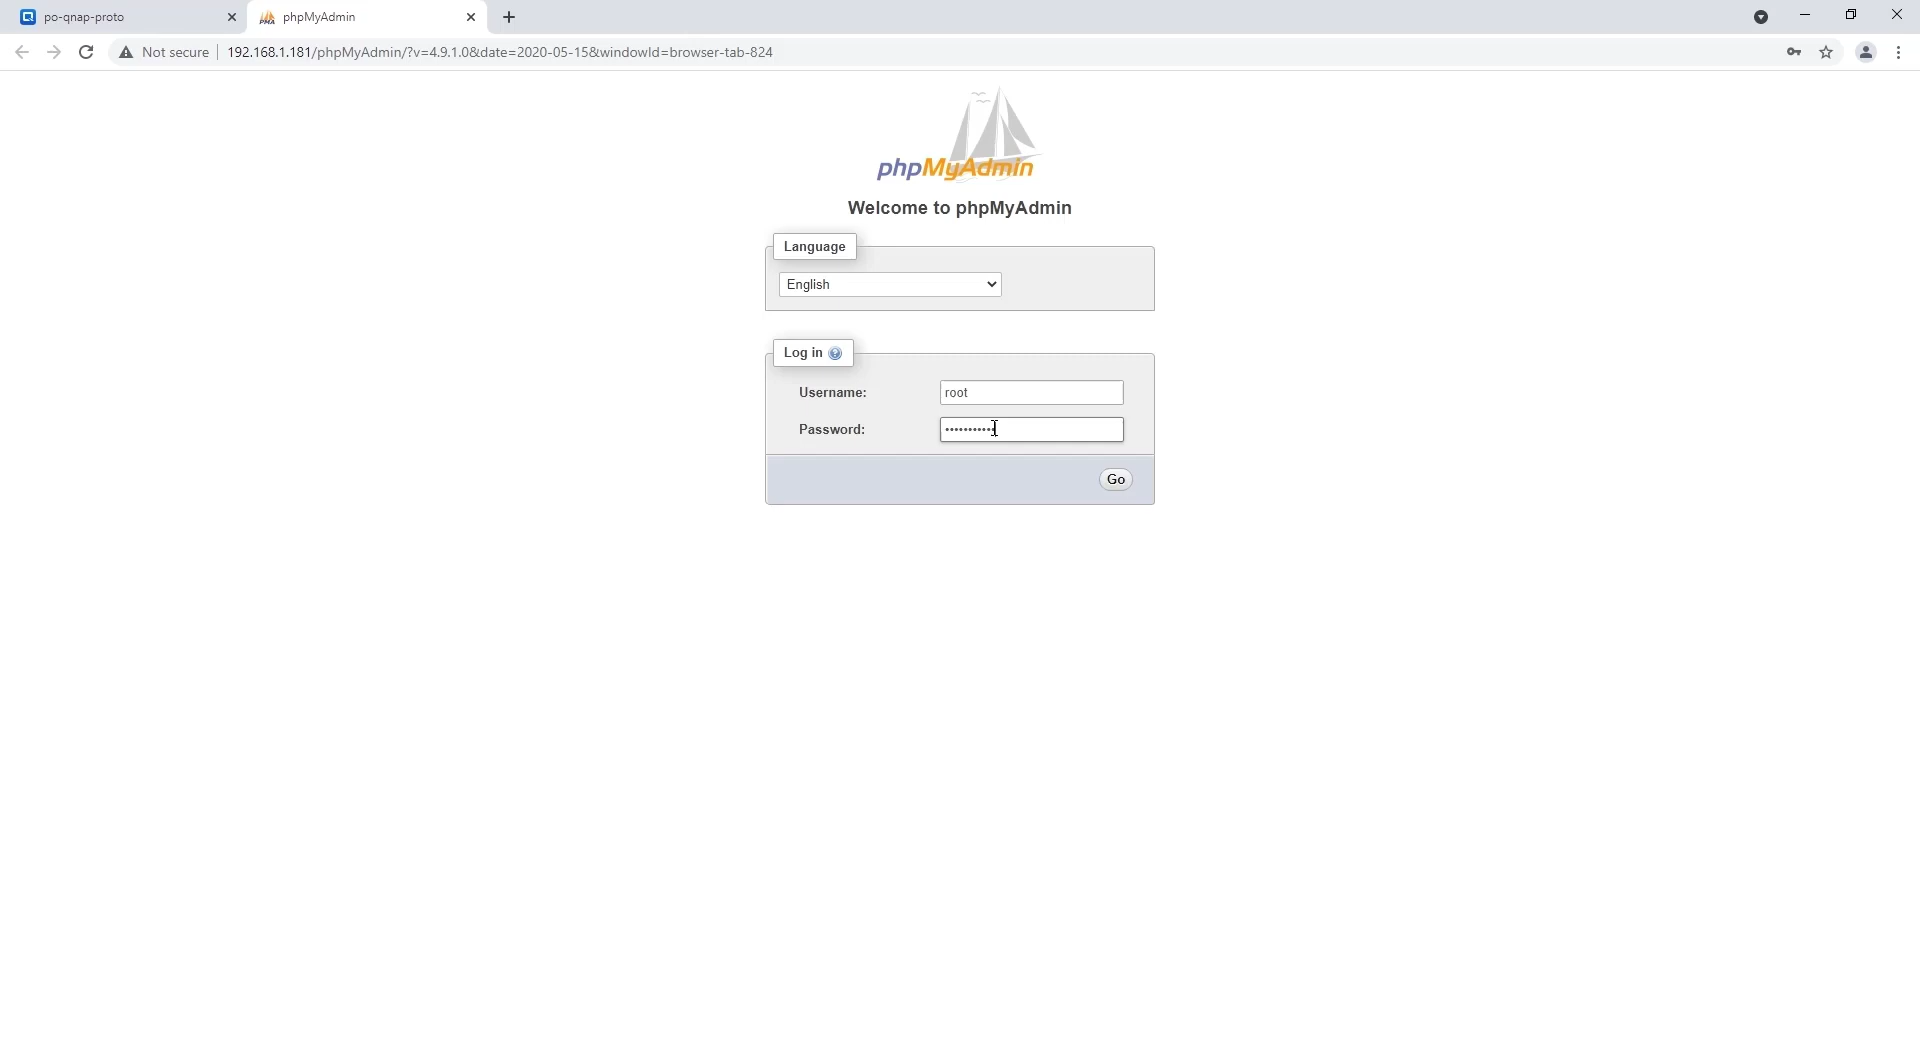 po-qnap-proto
phpMyAdmin
Not secure
192.168.1.181/phpMyAdmin/?v=4.9.1.0&date=2020-05-15&windowId=browser-tab-824
phpMyAdmin
Welcome to phpMyAdmin
Language
English
Log in
Username:
root
Password:
Go